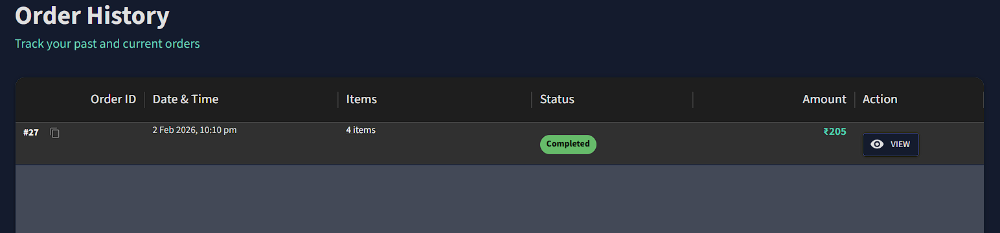 Order History
Track your past and current orders
Order ID Date & Time Items Status Amount Action
#27 2 Feb 2026, 10:10 pm 4 items Completed ₹205 VIEW